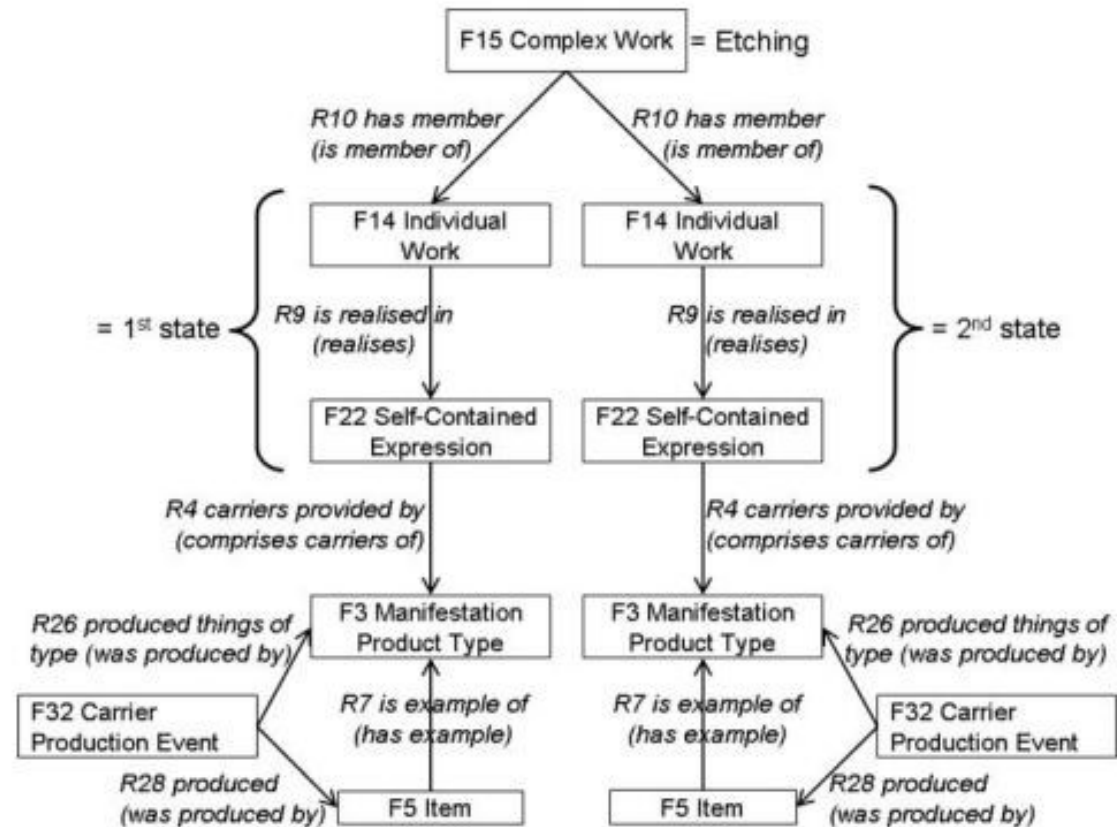 F15 Complex Work
= Etching
R10 has member
(is member of)
R10 has member
(is member of)
F14 Individual
Work
F14 Individual
Work
= 1st state
R9 is realised in
(realises)
R9 is realised in
(realises)
= 2nd state
F22 Self-Contained
Expression
F22 Self-Contained
Expression
R4 carriers provided by
(comprises carriers of)
R4 carriers provided by
(comprises carriers of)
F3 Manifestation
Product Type
F3 Manifestation
Product Type
R26 produced things of
type (was produced by)
R26 produced things of
type (was produced by)
R7 is example of
(has example)
R7 is example of
(has example)
F32 Carrier
Production Event
F32 Carrier
Production Event
R28 produced
(was produced by)
R28 produced
(was produced by)
F5 Item
F5 Item